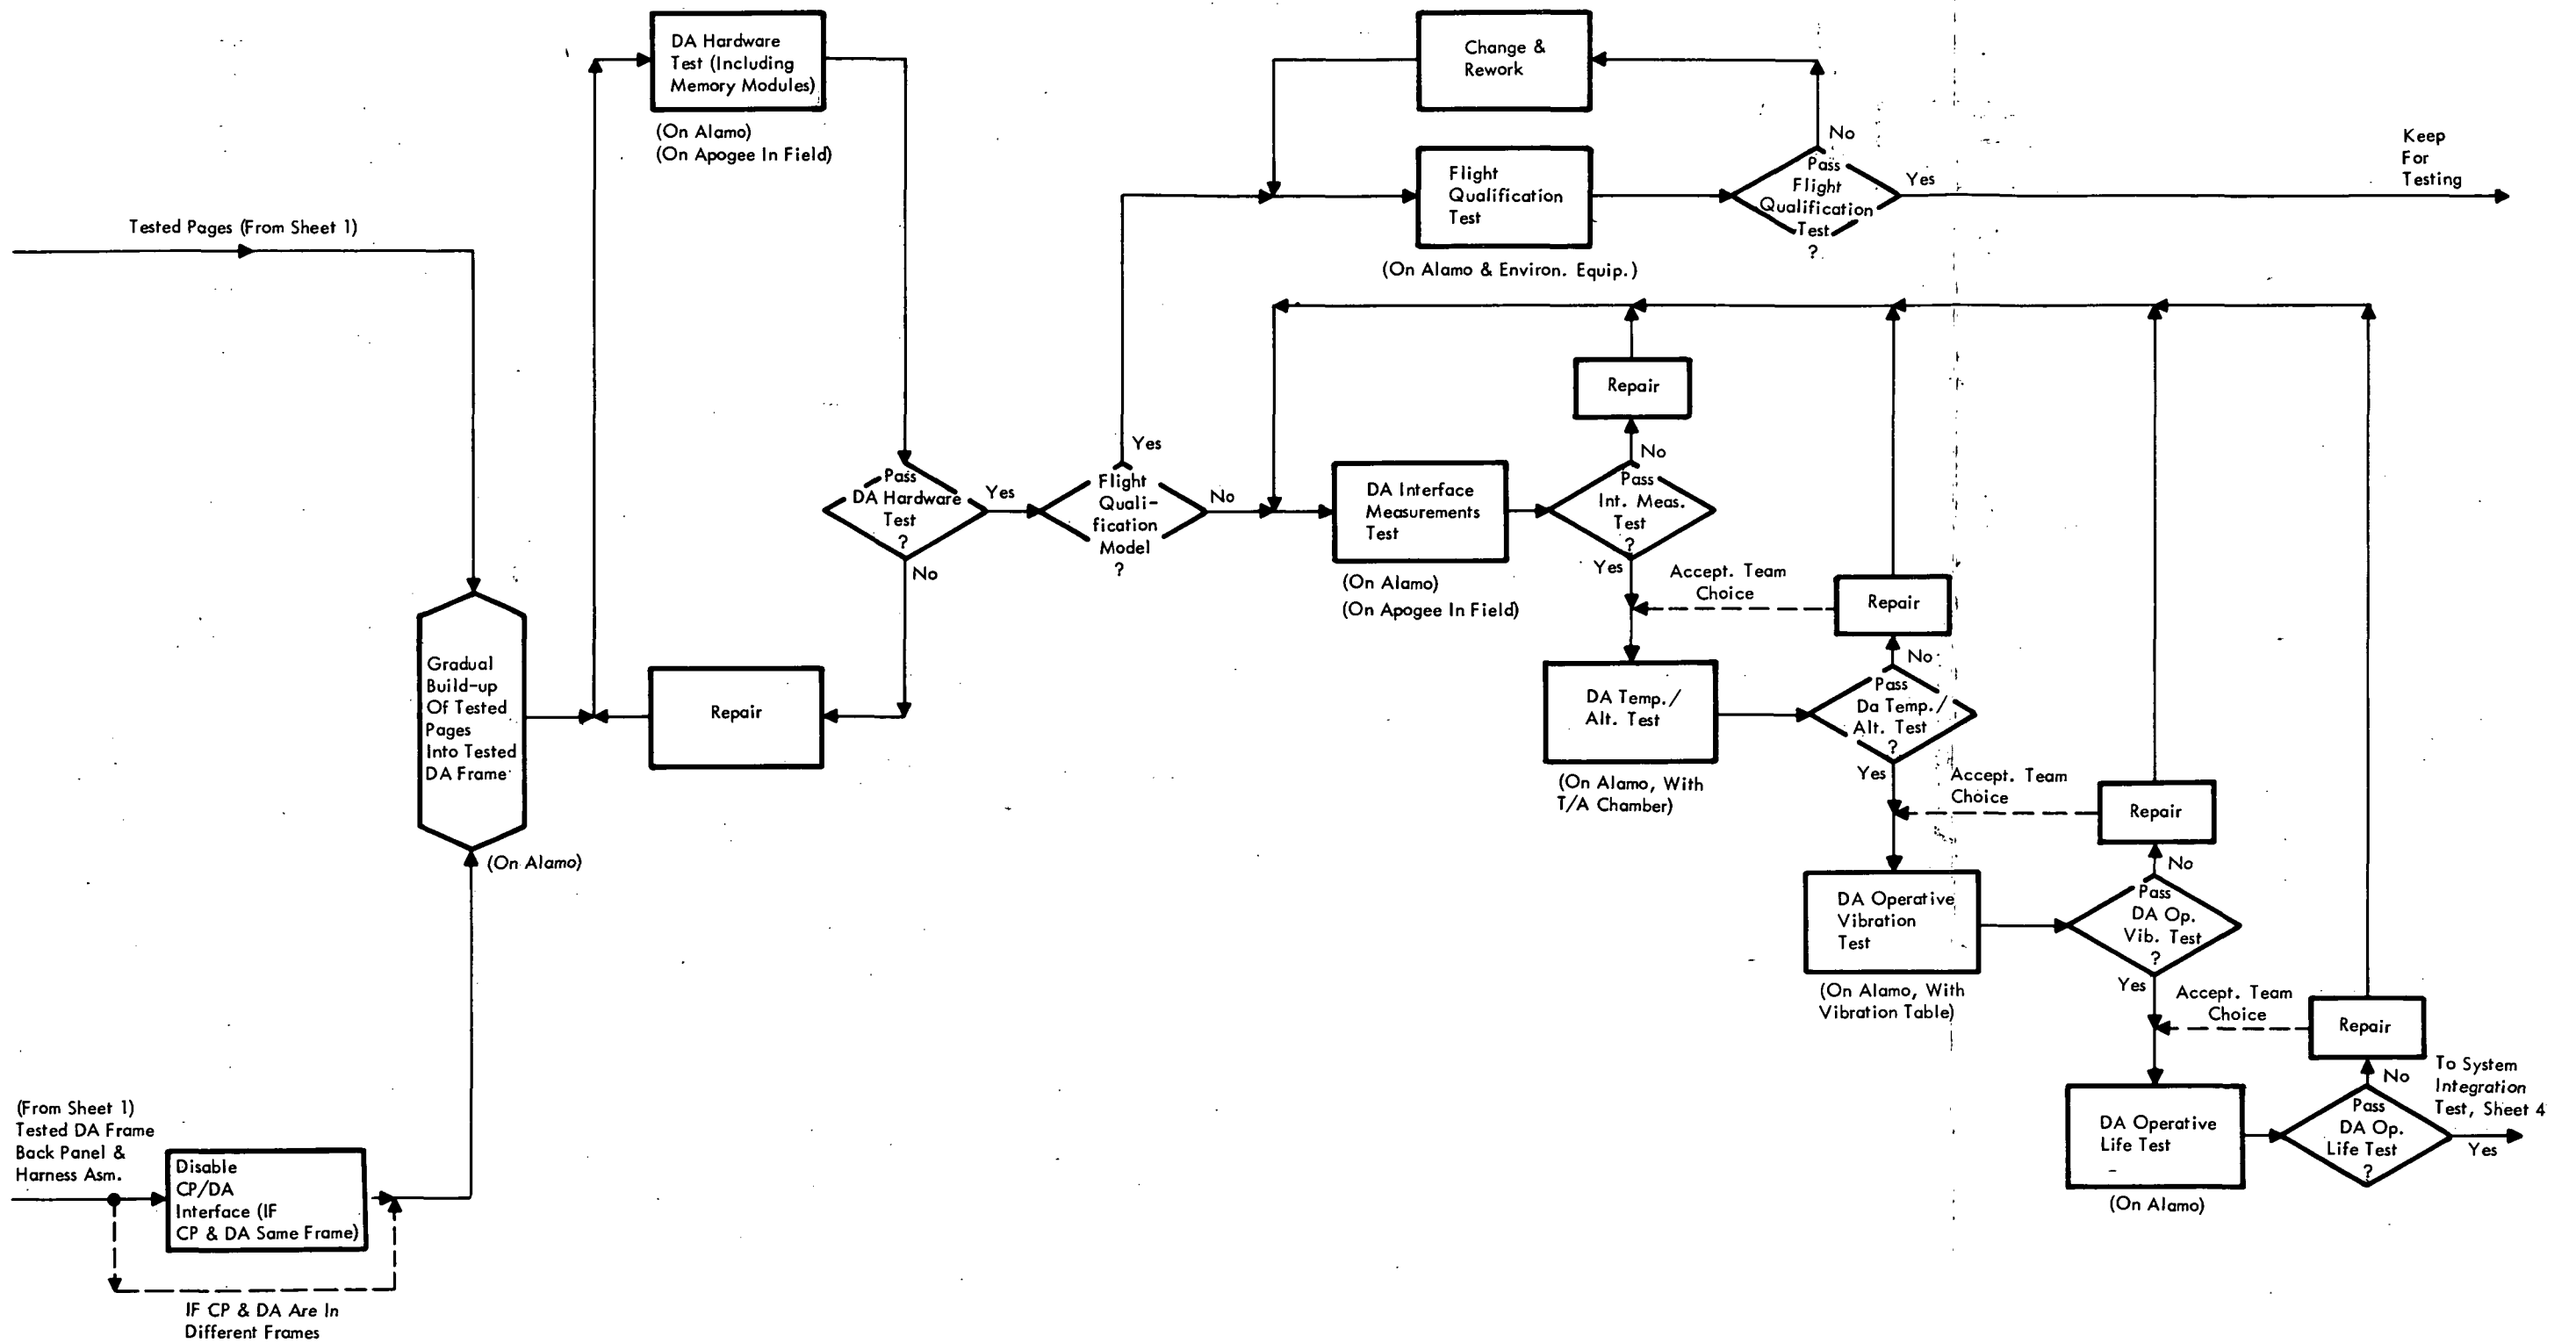 DA Hardware
Test (Including
Memory Modules)
(On Alamo)
(On Apogee In Field)
Change &
Rework
Flight
Qualification
Test
(On Alamo & Environ. Equip.)
No
Pass
Flight
Qualification
Test
?
Yes
Keep
For
Testing
Tested Pages (From Sheet 1)
Gradual
Build-up
Of Tested
Pages
Into Tested
DA Frame
(On Alamo)
Repair
Pass
DA Hardware
Test
?
Yes
No
Flight
Quali-
fication
Model
?
Yes
No
DA Interface
Measurements
Test
(On Alamo)
(On Apogee In Field)
Repair
No
Pass
Int. Meas.
Test
?
Yes
Accept. Team
Choice
Repair
DA Temp./
Alt. Test
(On Alamo, With
T/A Chamber)
No
Pass
Da Temp./
Alt. Test
?
Yes
Accept. Team
Choice
Repair
DA Operative
Vibration
Test
(On Alamo, With
Vibration Table)
No
Pass
DA Op.
Vib. Test
?
Yes
Accept. Team
Choice
Repair
DA Operative
Life Test
(On Alamo)
No
Pass
DA Op.
Life Test
?
To System
Integration
Test, Sheet 4
Yes
(From Sheet 1)
Tested DA Frame
Back Panel &
Harness Asm.
Disable
CP/DA
Interface (IF
CP & DA Same Frame)
IF CP & DA Are In
Different Frames